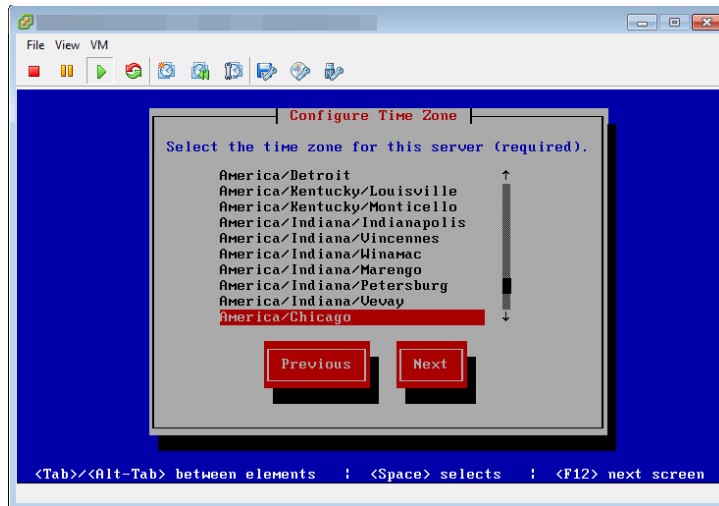 File View VM
Configure Time Zone
Select the time zone for this server (required).
America/Detroit
America/Kentucky/Louisville
America/Kentucky/Monticello
America/Indiana/Indianapolis
America/Indiana/Vincennes
America/Indiana/Winamac
America/Indiana/Marengo
America/Indiana/Petersburg
America/Indiana/Vevay
America/Chicago
Previous Next
<Tab>/<Alt-Tab> between elements ¦ <Space> selects ¦ <F12> next screen